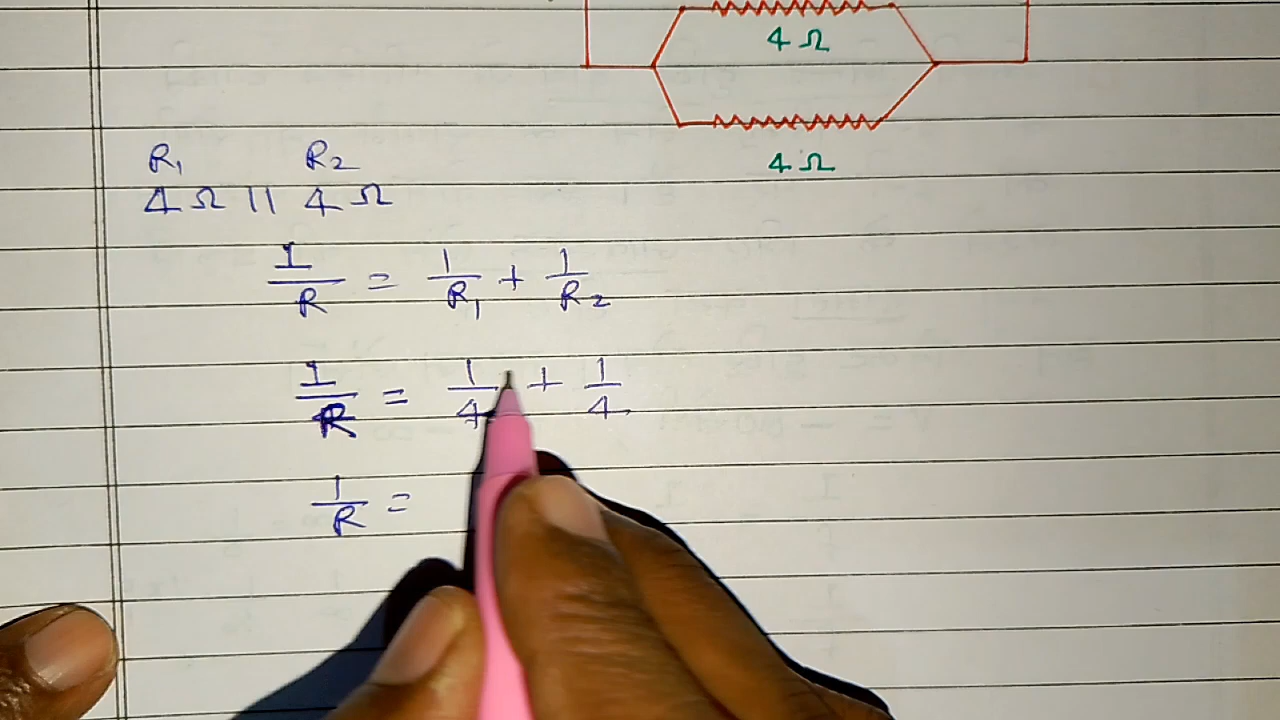 4 Ω
4 Ω
R₁ R₂
4 Ω || 4 Ω
1/R = 1/R₁ + 1/R₂
1/R = 1/4 + 1/4
1/R =